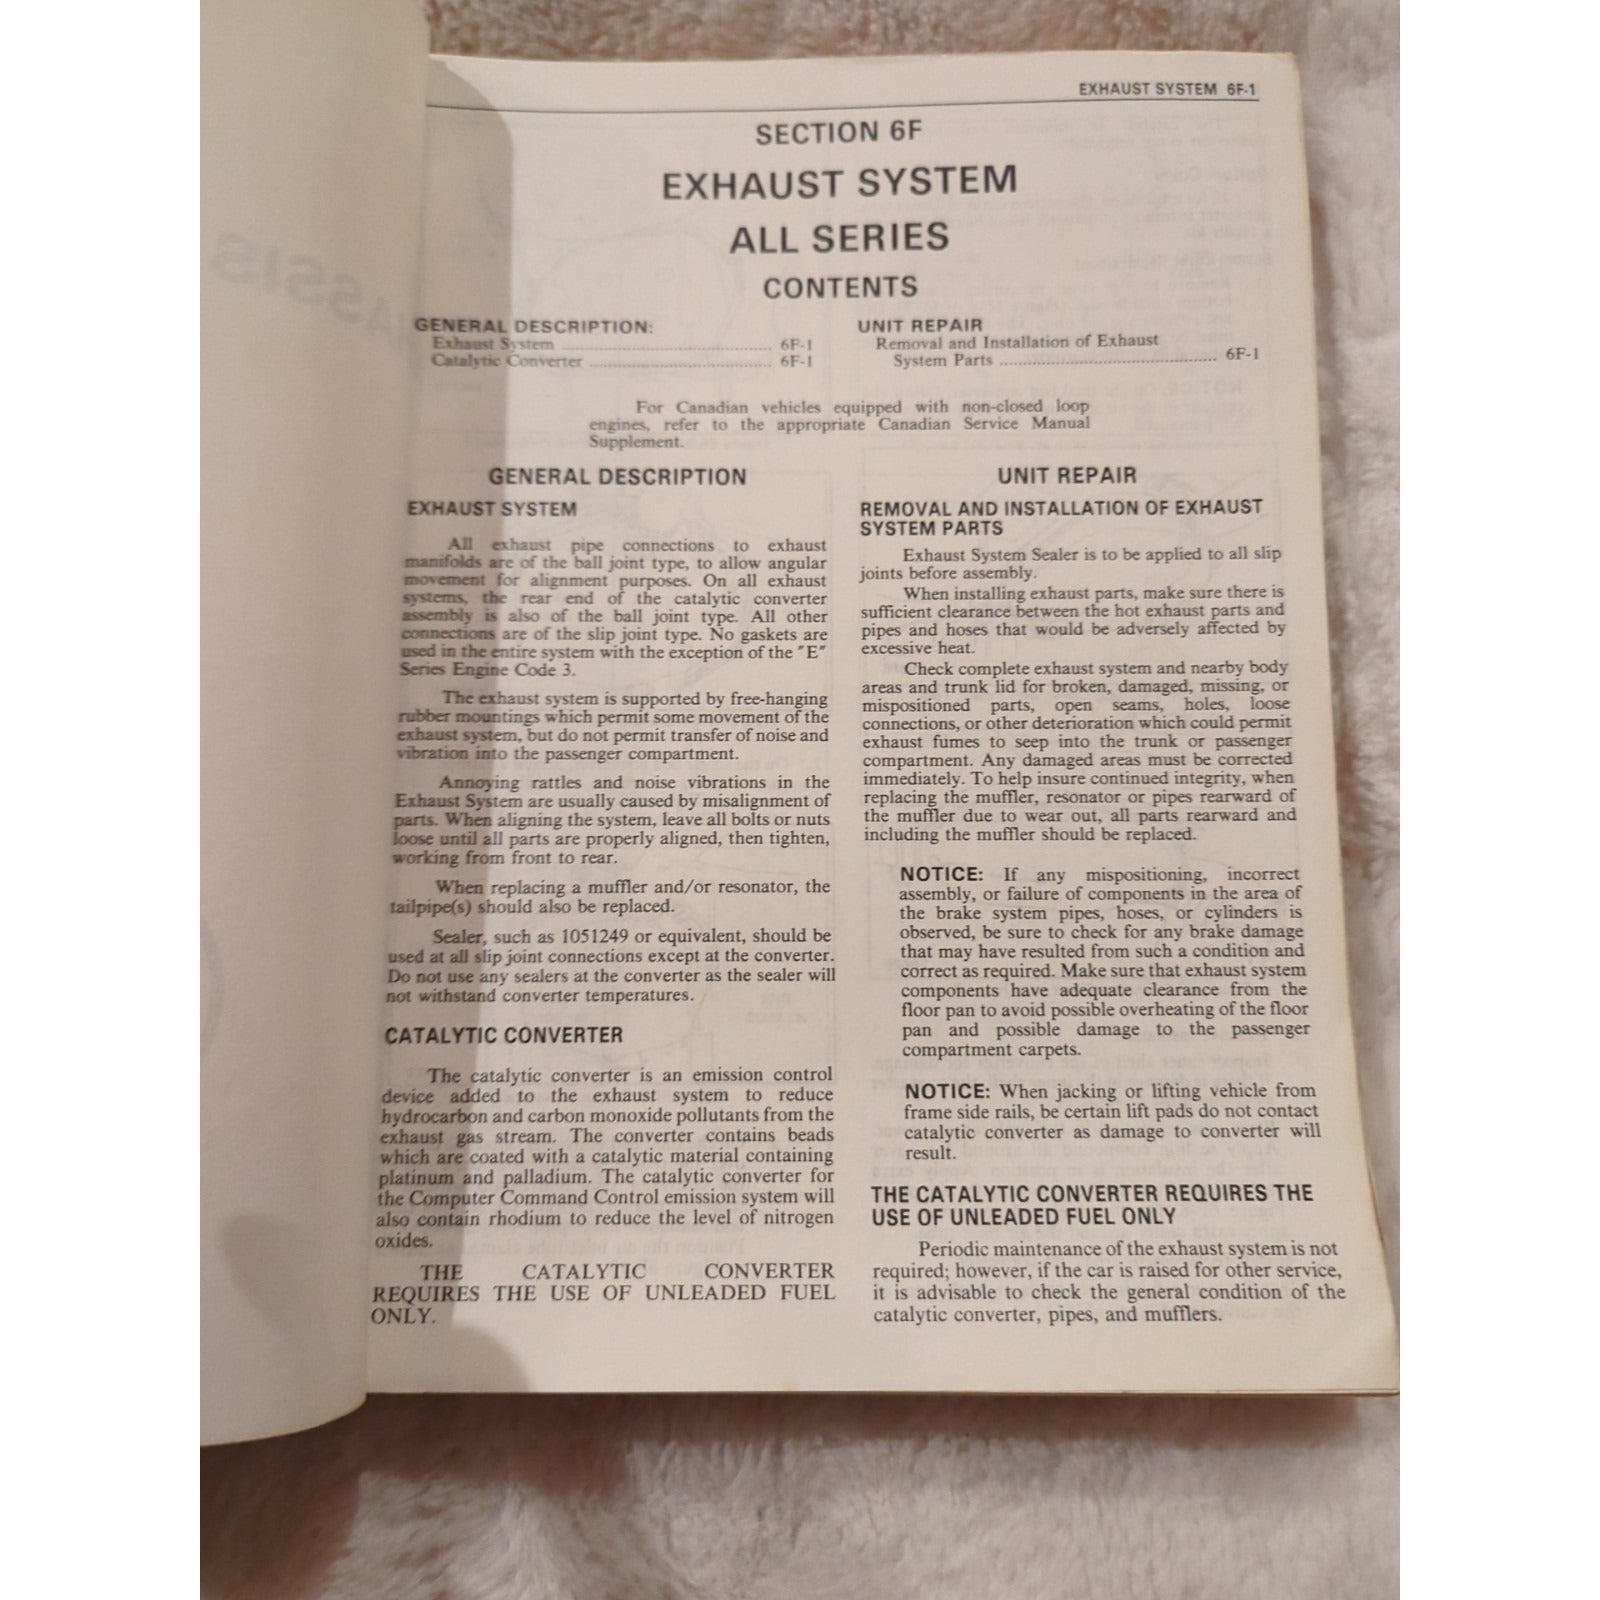 EXHAUST SYSTEM 6F-1
SECTION 6F
EXHAUST SYSTEM
ALL SERIES
CONTENTS
GENERAL DESCRIPTION:
Exhaust System ........................................ 6F-1
Catalytic Converter .................................. 6F-1
UNIT REPAIR
Removal and Installation of Exhaust
System Parts .......................................... 6F-1
For Canadian vehicles equipped with non-closed loop
engines, refer to the appropriate Canadian Service Manual
Supplement.
GENERAL DESCRIPTION
EXHAUST SYSTEM
All exhaust pipe connections to exhaust
manifolds are of the ball joint type, to allow angular
movement for alignment purposes. On all exhaust
systems, the rear end of the catalytic converter
assembly is also of the ball joint type. All other
connections are of the slip joint type. No gaskets are
used in the entire system with the exception of the "E"
Series Engine Code 3.
The exhaust system is supported by free-hanging
rubber mountings which permit some movement of the
exhaust system, but do not permit transfer of noise and
vibration into the passenger compartment.
Annoying rattles and noise vibrations in the
Exhaust System are usually caused by misalignment of
parts. When aligning the system, leave all bolts or nuts
loose until all parts are properly aligned, then tighten,
working from front to rear.
When replacing a muffler and/or resonator, the
tailpipe(s) should also be replaced.
Sealer, such as 1051249 or equivalent, should be
used at all slip joint connections except at the converter.
Do not use any sealers at the converter as the sealer will
not withstand converter temperatures.
CATALYTIC CONVERTER
The catalytic converter is an emission control
device added to the exhaust system to reduce
hydrocarbon and carbon monoxide pollutants from the
exhaust gas stream. The converter contains beads
which are coated with a catalytic material containing
platinum and palladium. The catalytic converter for
the Computer Command Control emission system will
also contain rhodium to reduce the level of nitrogen
oxides.
THE CATALYTIC CONVERTER
REQUIRES THE USE OF UNLEADED FUEL
ONLY.
UNIT REPAIR
REMOVAL AND INSTALLATION OF EXHAUST
SYSTEM PARTS
Exhaust System Sealer is to be applied to all slip
joints before assembly.
When installing exhaust parts, make sure there is
sufficient clearance between the hot exhaust parts and
pipes and hoses that would be adversely affected by
excessive heat.
Check complete exhaust system and nearby body
areas and trunk lid for broken, damaged, missing, or
mispositioned parts, open seams, holes, loose
connections, or other deterioration which could permit
exhaust fumes to seep into the trunk or passenger
compartment. Any damaged areas must be corrected
immediately. To help insure continued integrity, when
replacing the muffler, resonator or pipes rearward of
the muffler due to wear out, all parts rearward and
including the muffler should be replaced.
NOTICE: If any mispositioning, incorrect
assembly, or failure of components in the area of
the brake system pipes, hoses, or cylinders is
observed, be sure to check for any brake damage
that may have resulted from such a condition and
correct as required. Make sure that exhaust system
components have adequate clearance from the
floor pan to avoid possible overheating of the floor
pan and possible damage to the passenger
compartment carpets.
NOTICE: When jacking or lifting vehicle from
frame side rails, be certain lift pads do not contact
catalytic converter as damage to converter will
result.
THE CATALYTIC CONVERTER REQUIRES THE
USE OF UNLEADED FUEL ONLY
Periodic maintenance of the exhaust system is not
required; however, if the car is raised for other service,
it is advisable to check the general condition of the
catalytic converter, pipes, and mufflers.